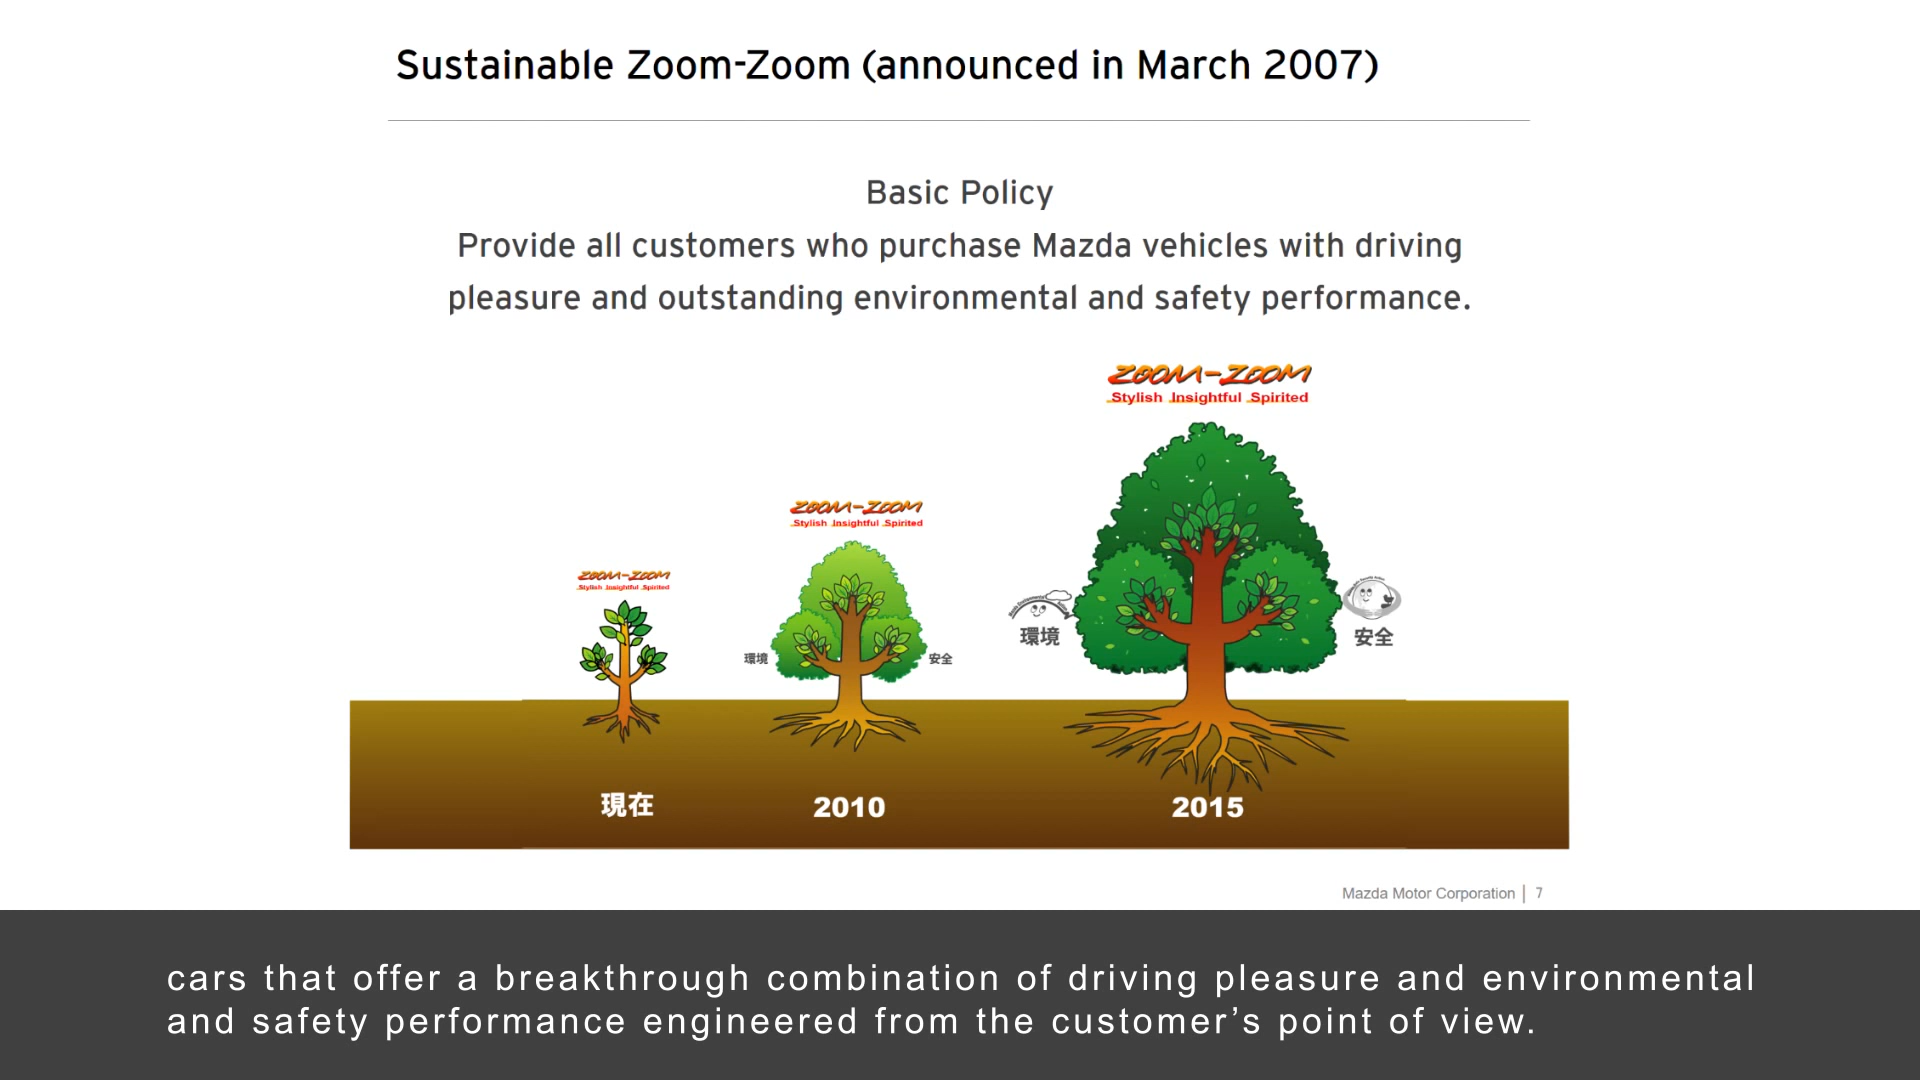 Sustainable Zoom-Zoom (announced in March 2007)
Basic Policy
Provide all customers who purchase Mazda vehicles with driving
pleasure and outstanding environmental and safety performance.
ZOOM-ZOOM
Stylish Insightful Spirited
ZOOM-ZOOM
Stylish Insightful Spirited
ZOOM-ZOOM
Stylish Insightful Spirited
環境
安全
環境
安全
現在
2010
2015
Mazda Motor Corporation | 7
cars that offer a breakthrough combination of driving pleasure and environmental
and safety performance engineered from the customer’s point of view.